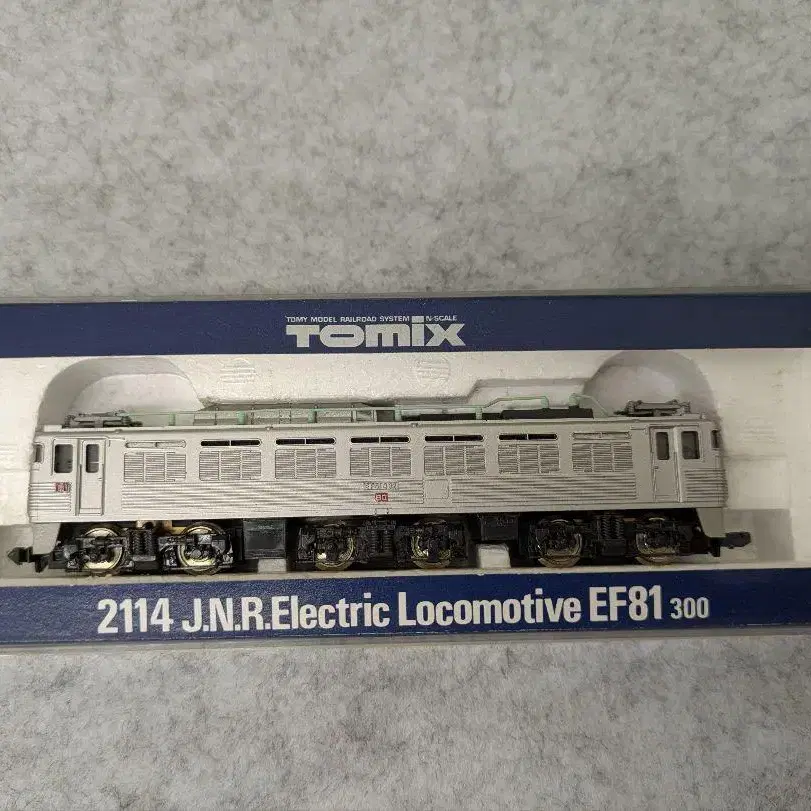 TOMY MODEL RAILROAD SYSTEM N-SCALE
TOMIX
2114 J.N.R.Electric Locomotive EF81 300